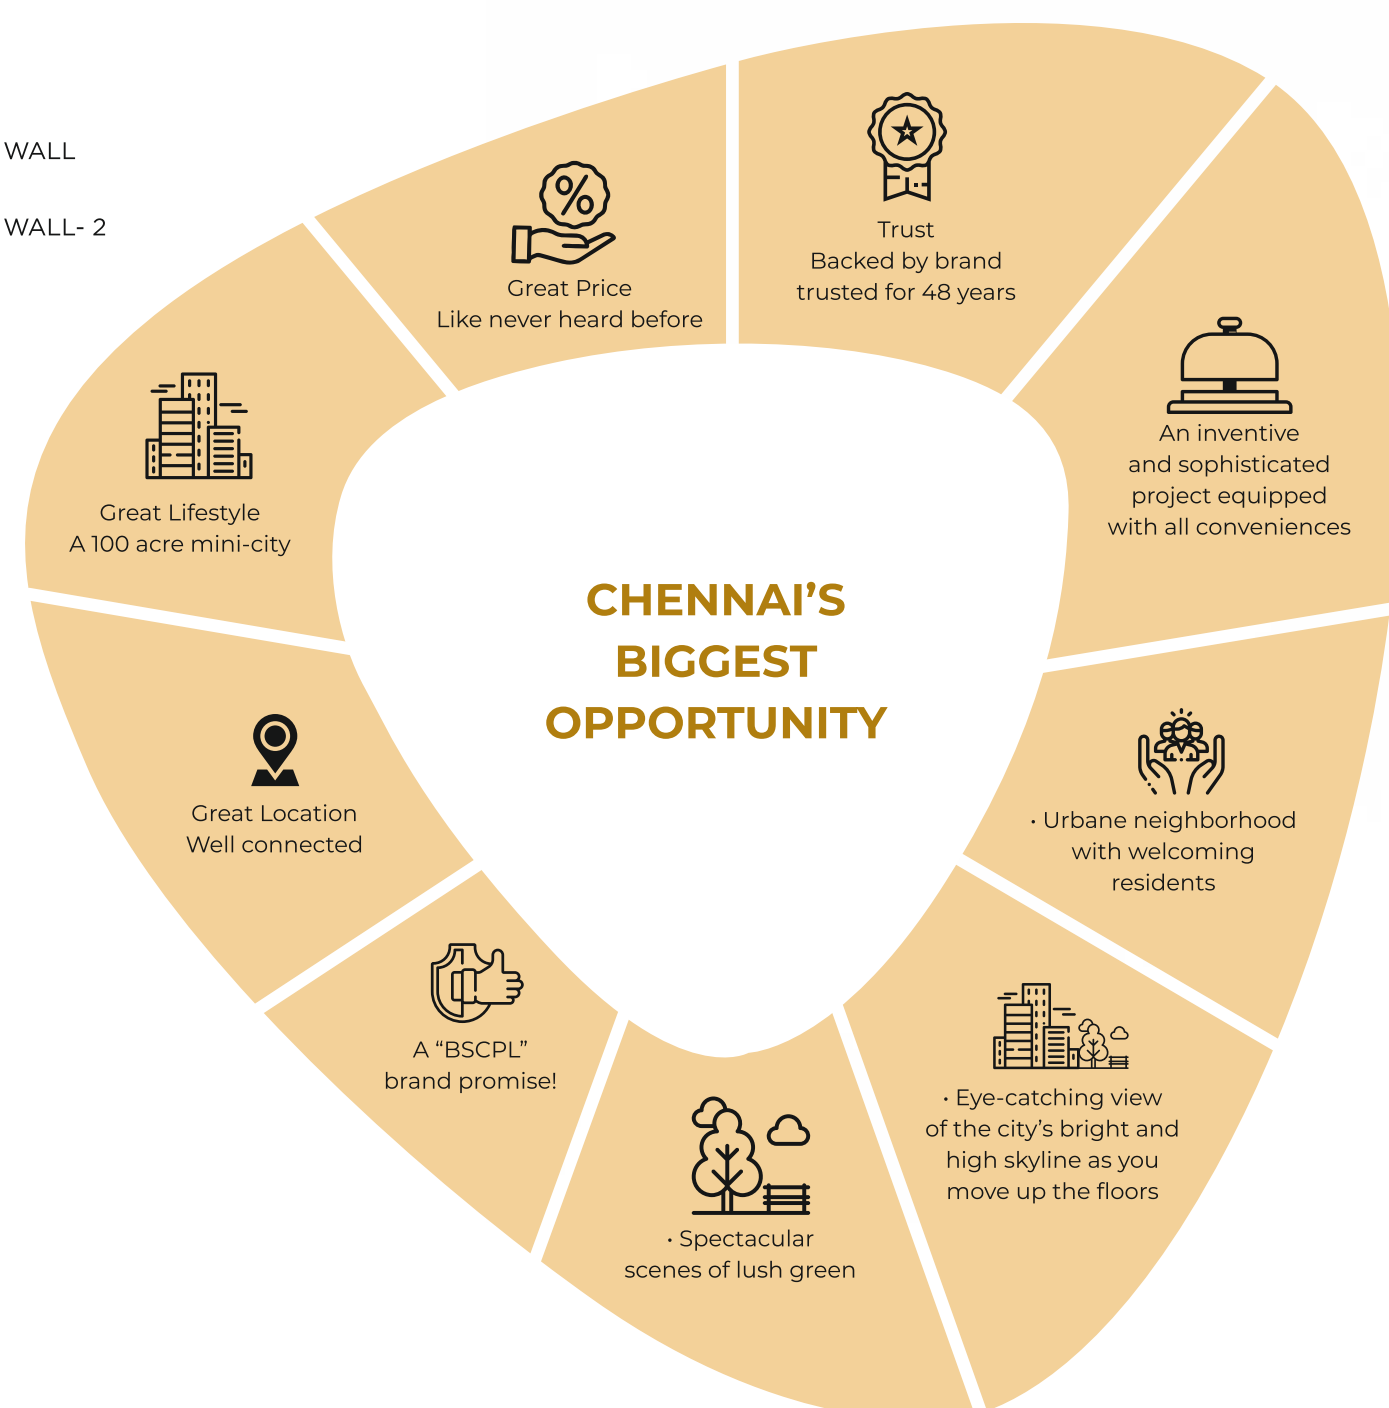 WALL
WALL- 2
Great Price
Like never heard before
Trust
Backed by brand
trusted for 48 years
An inventive
and sophisticated
project equipped
with all conveniences
Great Lifestyle
A 100 acre mini-city
CHENNAI’S
BIGGEST
OPPORTUNITY
Great Location
Well connected
• Urbane neighborhood
with welcoming
residents
A “BSCPL”
brand promise!
• Eye-catching view
of the city’s bright and
high skyline as you
move up the floors
• Spectacular
scenes of lush green